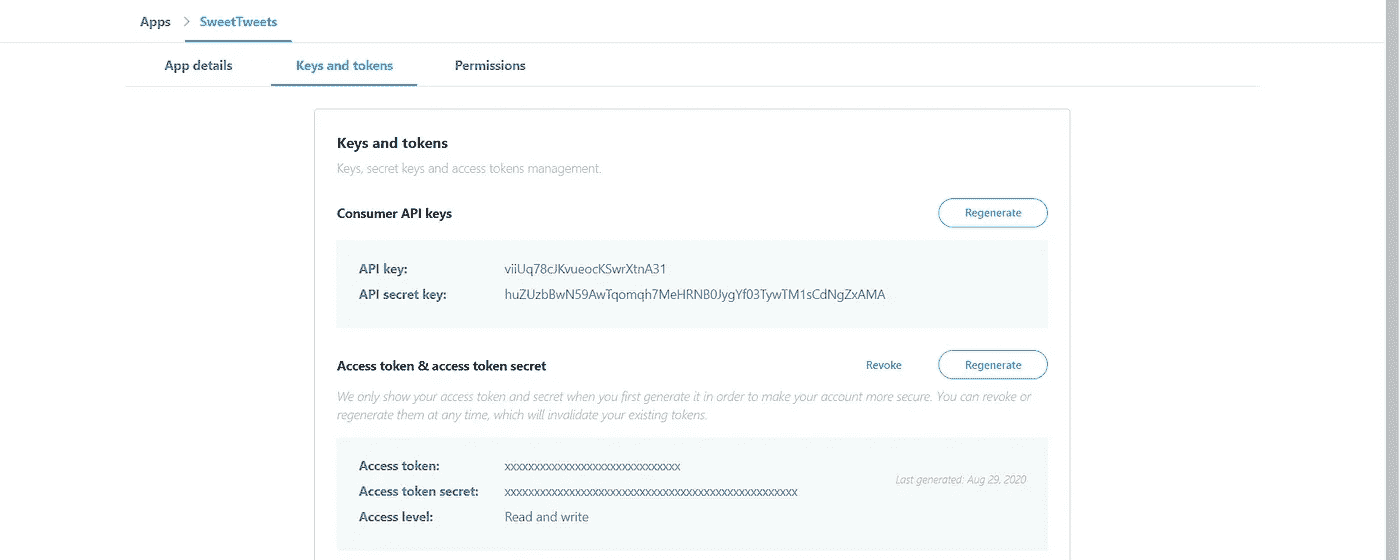 Apps > SweetTweets
App details Keys and tokens Permissions
Keys and tokens
Keys, secret keys and access tokens management.
Consumer API keys Regenerate
API key: viiUq78cJKvueocKSwrXtnA31
API secret key: huZUzbBwN59AwTqomqh7MeHRNB0JygYf03TywTM1sCdNgZxAMA
Access token & access token secret Revoke Regenerate
We only show your access token and secret when you first generate it in order to make your account more secure. You can revoke or
regenerate them at any time, which will invalidate your existing tokens.
Access token: xxxxxxxxxxxxxxxxxxxxxxxxxxxxxx
Last generated: Aug 29, 2020
Access token secret: xxxxxxxxxxxxxxxxxxxxxxxxxxxxxxxxxxxxxxxxxxxxxxxxxx
Access level: Read and write